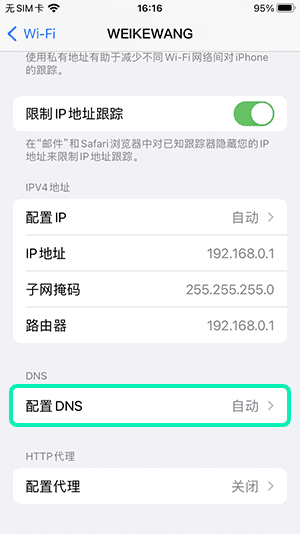 无SIM卡 16:16 95%
Wi-Fi WEIKEWANG
使用私有地址有助于减少不同 Wi-Fi 网络间对 iPhone
的跟踪。
限制 IP 地址跟踪
在“邮件”和 Safari 浏览器中对已知跟踪器隐藏您的 IP
地址来限制 IP 地址跟踪。
IPV4 地址
配置 IP 自动
IP 地址 192.168.0.1
子网掩码 255.255.255.0
路由器 192.168.0.1
DNS
配置 DNS 自动
HTTP 代理
配置代理 关闭